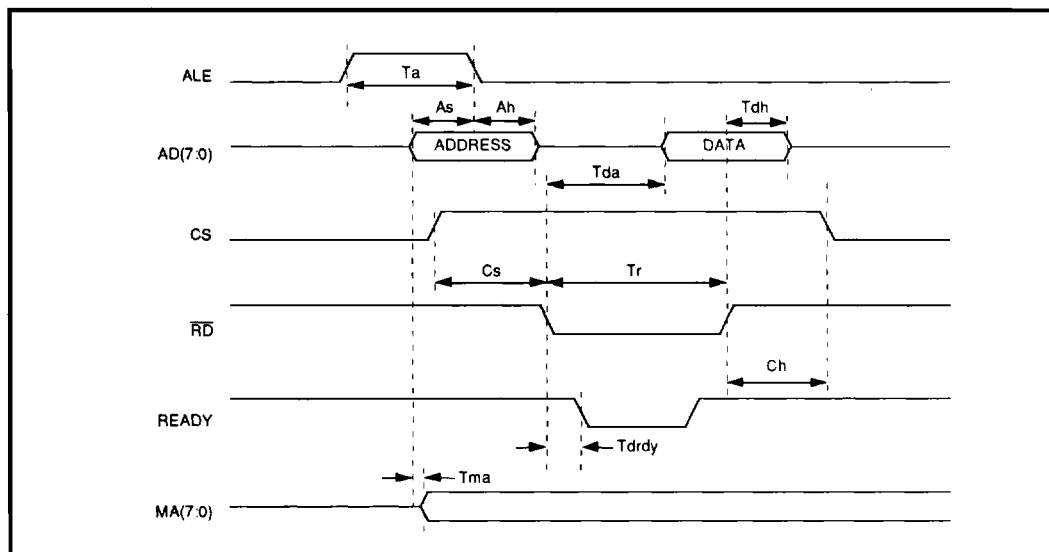 ALE
Ta
As
Ah
Tdh
AD(7:0)
ADDRESS
DATA
Tda
CS
Cs
Tr
RD
Ch
READY
Tdrdy
Tma
MA(7:0)